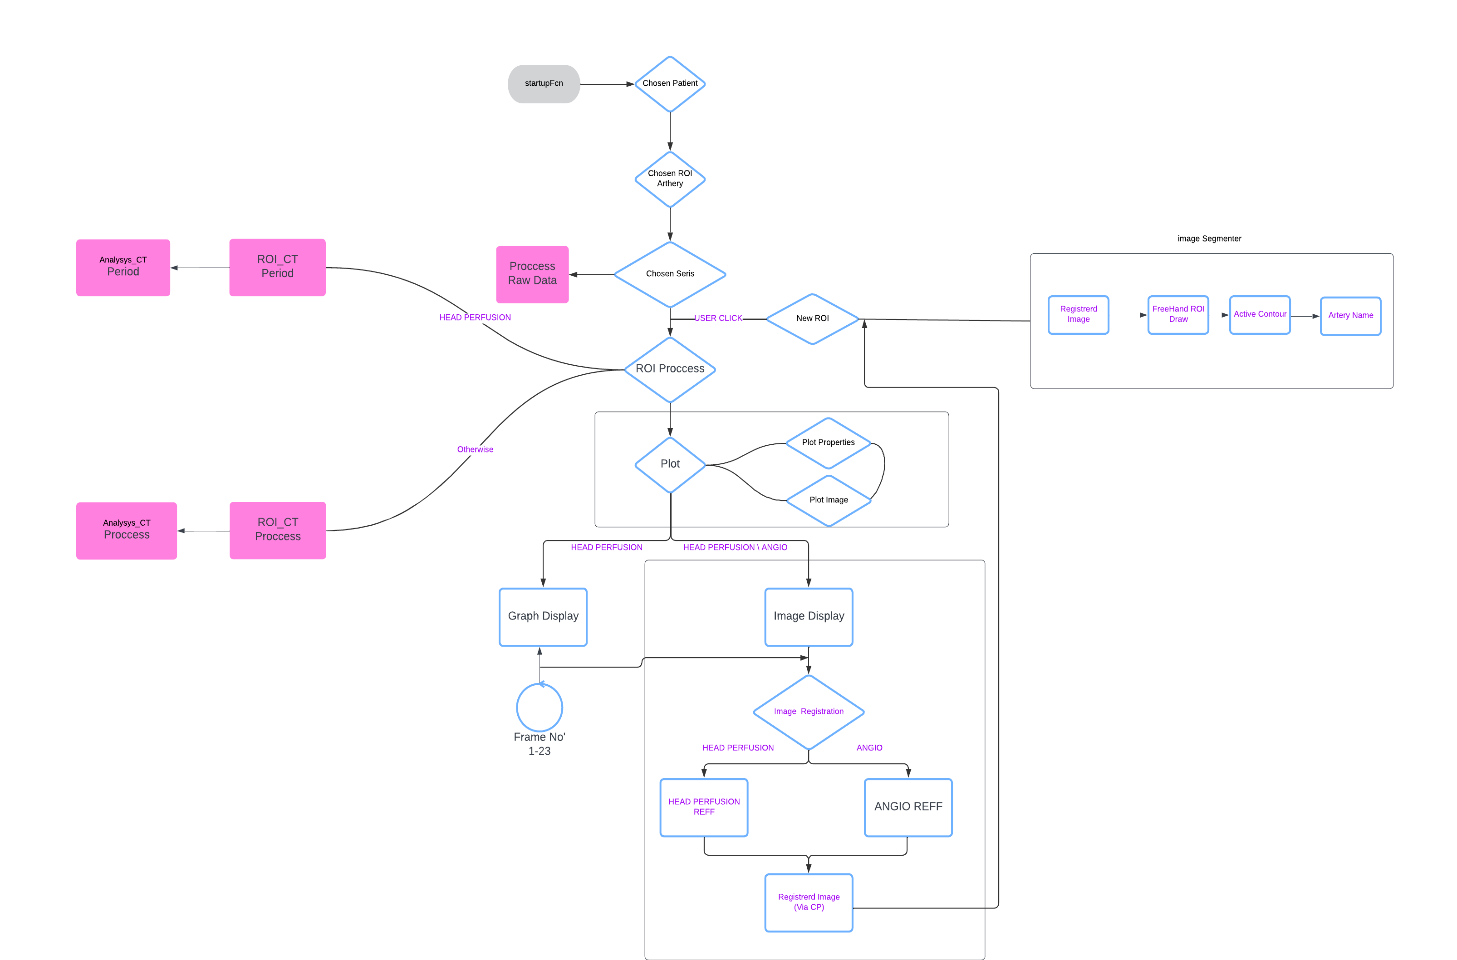 startupFcn
Chosen Patient
Chosen ROI
Arthery
image Segmenter
Analysys_CT
Period
ROI_CT
Period
Proccess
Raw Data
Chosen Seris
HEAD PERFUSION
USER CLICK
New ROI
Registrerd
Image
FreeHand ROI
Draw
Active Contour
Artery Name
ROI Proccess
Otherwise
Plot
Plot Properties
Plot Image
Analysys_CT
Proccess
ROI_CT
Proccess
HEAD PERFUSION
HEAD PERFUSION \ ANGIO
Graph Display
Image Display
Frame No'
1-23
Image Registration
HEAD PERFUSION
ANGIO
HEAD PERFUSION
REFF
ANGIO REFF
Registrerd Image
(Via CP)